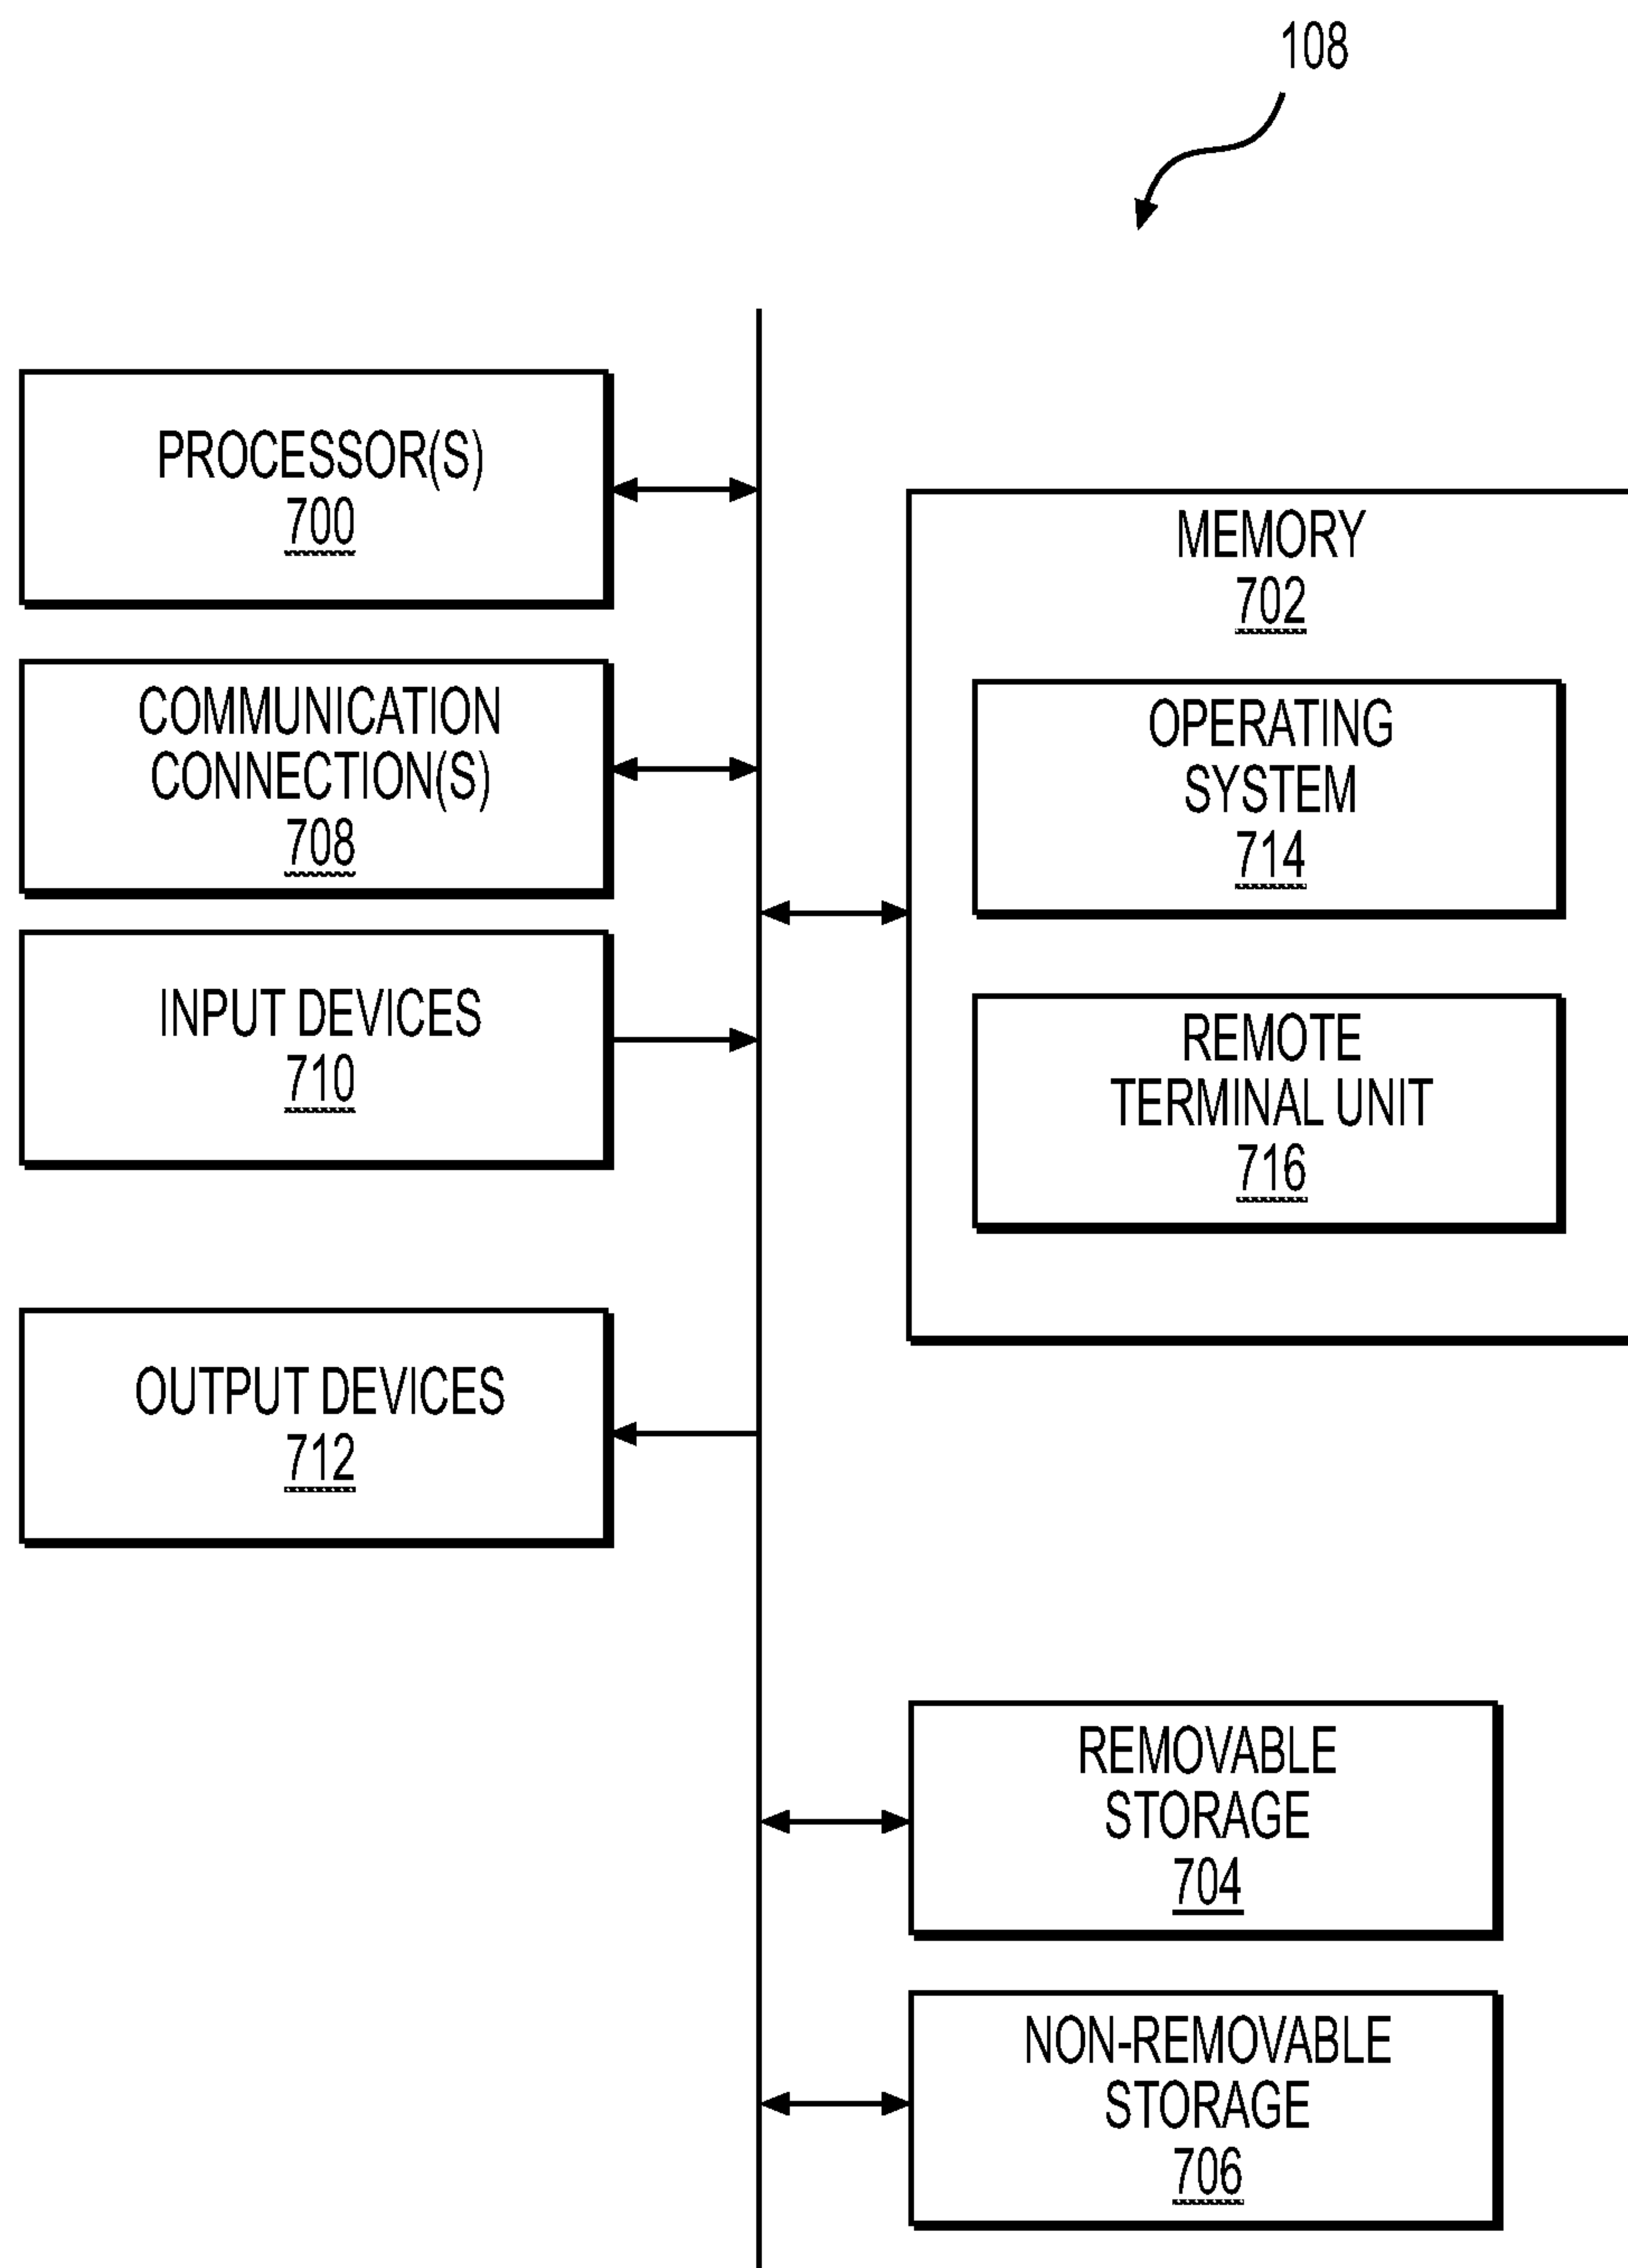 108
PROCESSOR(S)
700
COMMUNICATION
CONNECTION(S)
708
INPUT DEVICES
710
OUTPUT DEVICES
712
MEMORY
702
OPERATING
SYSTEM
714
REMOTE
TERMINAL UNIT
716
REMOVABLE
STORAGE
704
NON-REMOVABLE
STORAGE
706